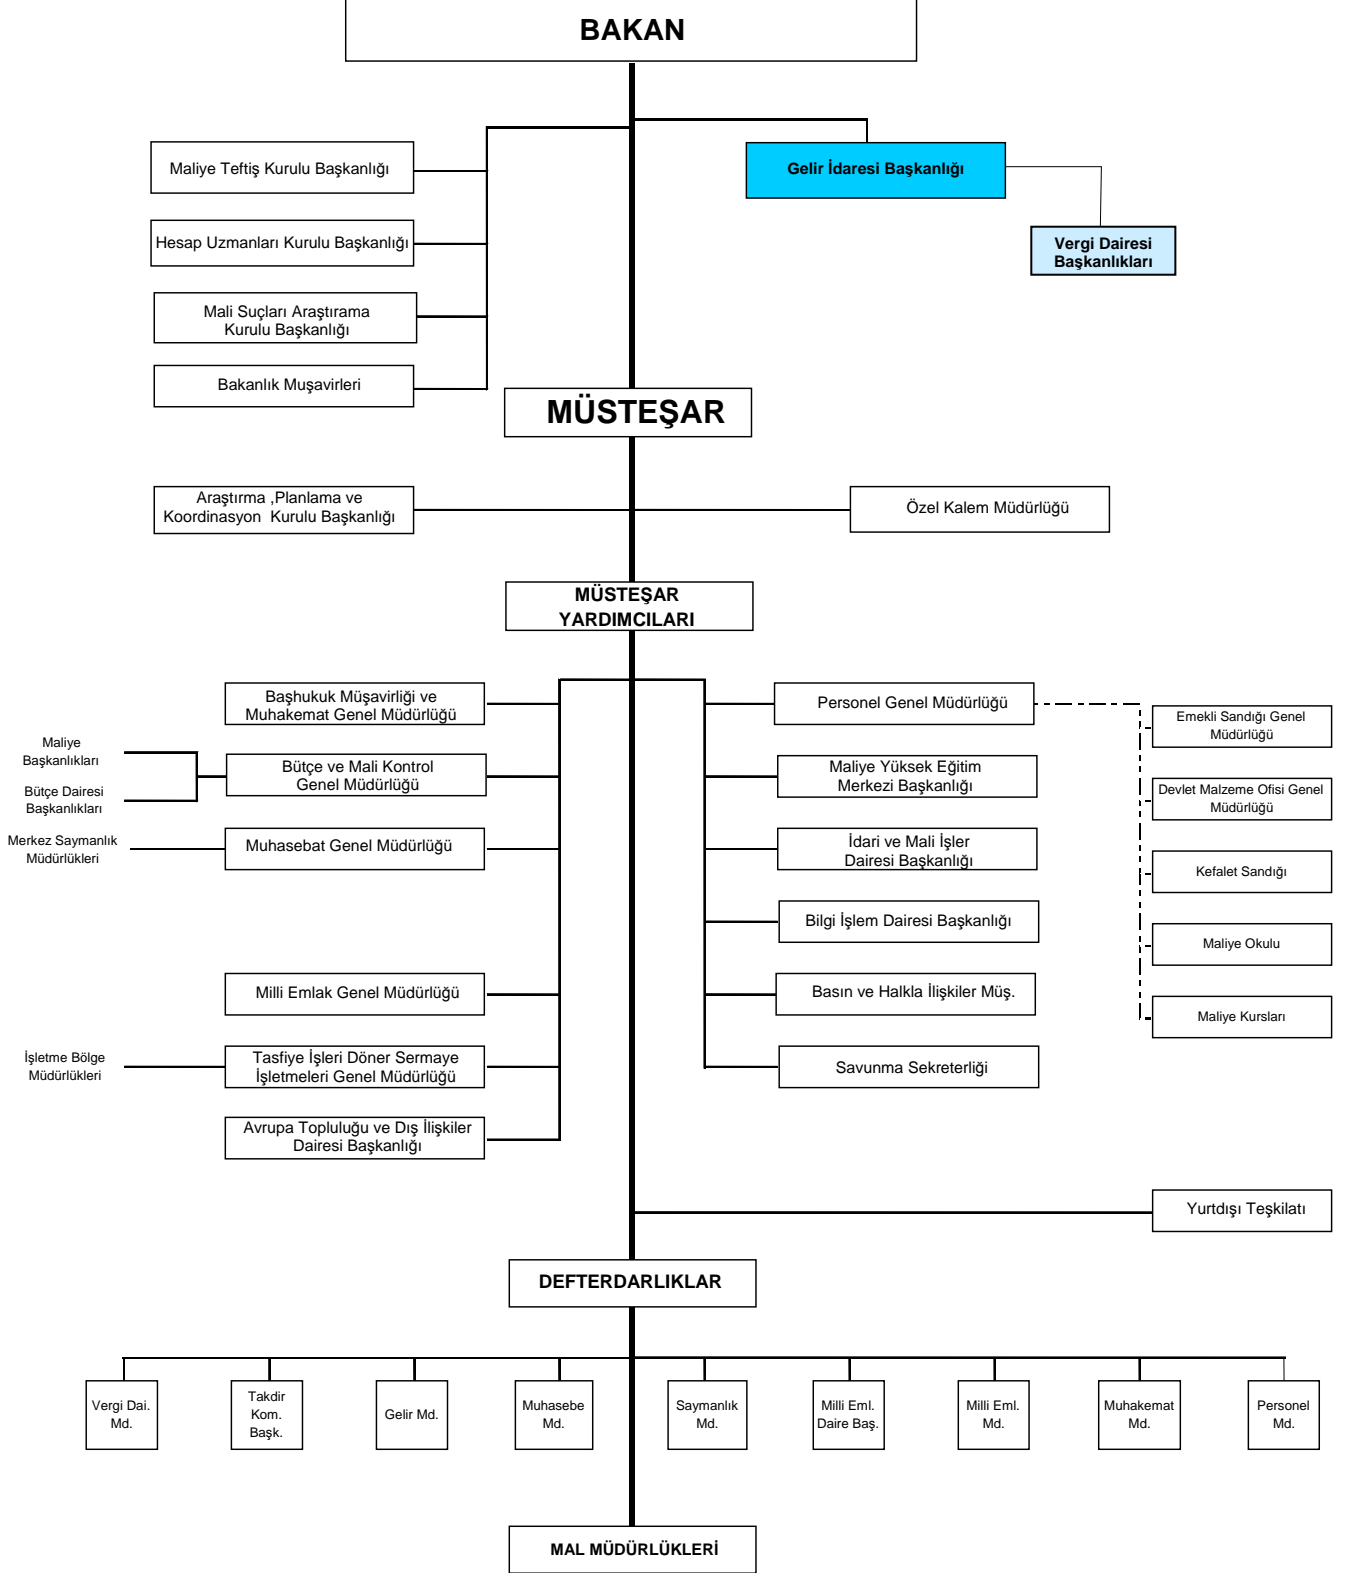 BAKAN
Maliye Teftiş Kurulu Başkanlığı
Gelir İdaresi Başkanlığı
Hesap Uzmanları Kurulu Başkanlığı
Vergi Dairesi
Başkanlıkları
Mali Suçları Araştırama
Kurulu Başkanlığı
Bakanlık Muşavirleri
MÜSTEŞAR
Araştırma ,Planlama ve
Koordinasyon Kurulu Başkanlığı
Özel Kalem Müdürlüğü
MÜSTEŞAR
YARDIMCILARI
Başhukuk Müşavirliği ve
Muhakemat Genel Müdürlüğü
Personel Genel Müdürlüğü
Emekli Sandığı Genel
Müdürlüğü
Maliye
Başkanlıkları
Bütçe ve Mali Kontrol
Genel Müdürlüğü
Maliye Yüksek Eğitim
Merkezi Başkanlığı
Bütçe Dairesi
Başkanlıkları
Devlet Malzeme Ofisi Genel
Müdürlüğü
Merkez Saymanlık
Müdürlükleri
Muhasebat Genel Müdürlüğü
İdari ve Mali İşler
Dairesi Başkanlığı
Kefalet Sandığı
Bilgi İşlem Dairesi Başkanlığı
Maliye Okulu
Milli Emlak Genel Müdürlüğü
Basın ve Halkla İlişkiler Müş.
Maliye Kursları
İşletme Bölge
Müdürlükleri
Tasfiye İşleri Döner Sermaye
İşletmeleri Genel Müdürlüğü
Savunma Sekreterliği
Avrupa Topluluğu ve Dış İlişkiler
Dairesi Başkanlığı
Yurtdışı Teşkilatı
DEFTERDARLIKLAR
Vergi Dai.
Md.
Takdir
Kom.
Başk.
Gelir Md.
Muhasebe
Md.
Saymanlık
Md.
Milli Eml.
Daire Baş.
Milli Eml.
Md.
Muhakemat
Md.
Personel
Md.
MAL MÜDÜRLÜKLERİ